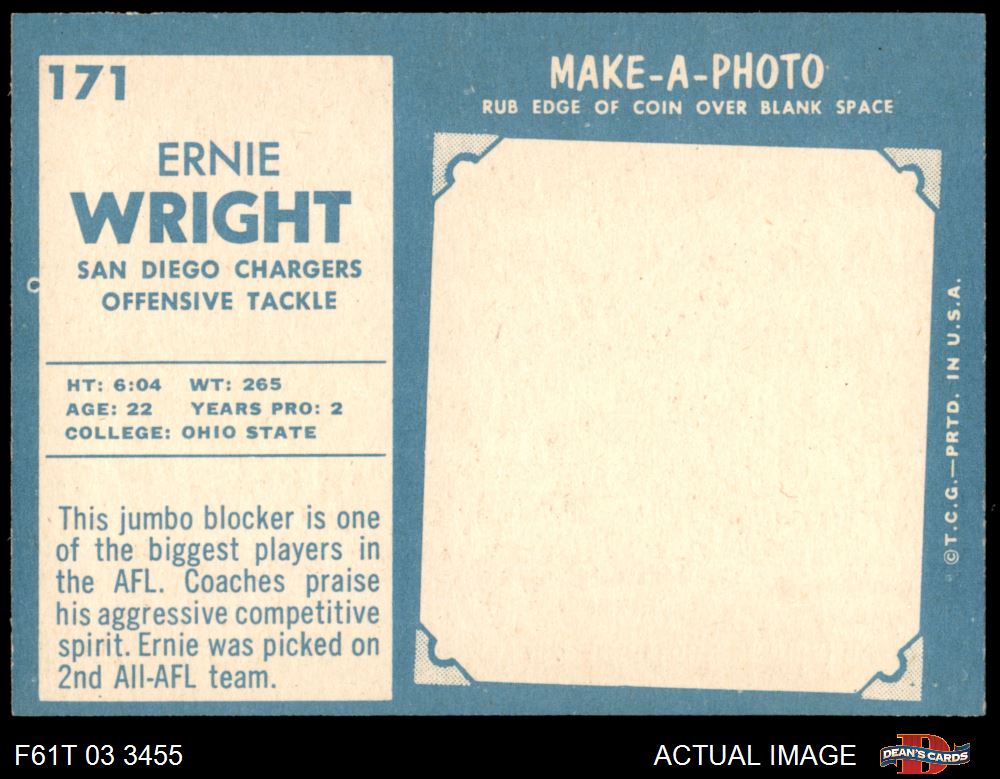 171
ERNIE
WRIGHT
SAN DIEGO CHARGERS
OFFENSIVE TACKLE
HT: 6:04 WT: 265
AGE: 22 YEARS PRO: 2
COLLEGE: OHIO STATE
This jumbo blocker is one
of the biggest players in
the AFL. Coaches praise
his aggressive competitive
spirit. Ernie was picked on
2nd All-AFL team.
MAKE-A-PHOTO
RUB EDGE OF COIN OVER BLANK SPACE
©T.C.G.—PRTD. IN U.S.A.
C
F61T 03 3455
ACTUAL IMAGE
D
DEAN'S CARDS